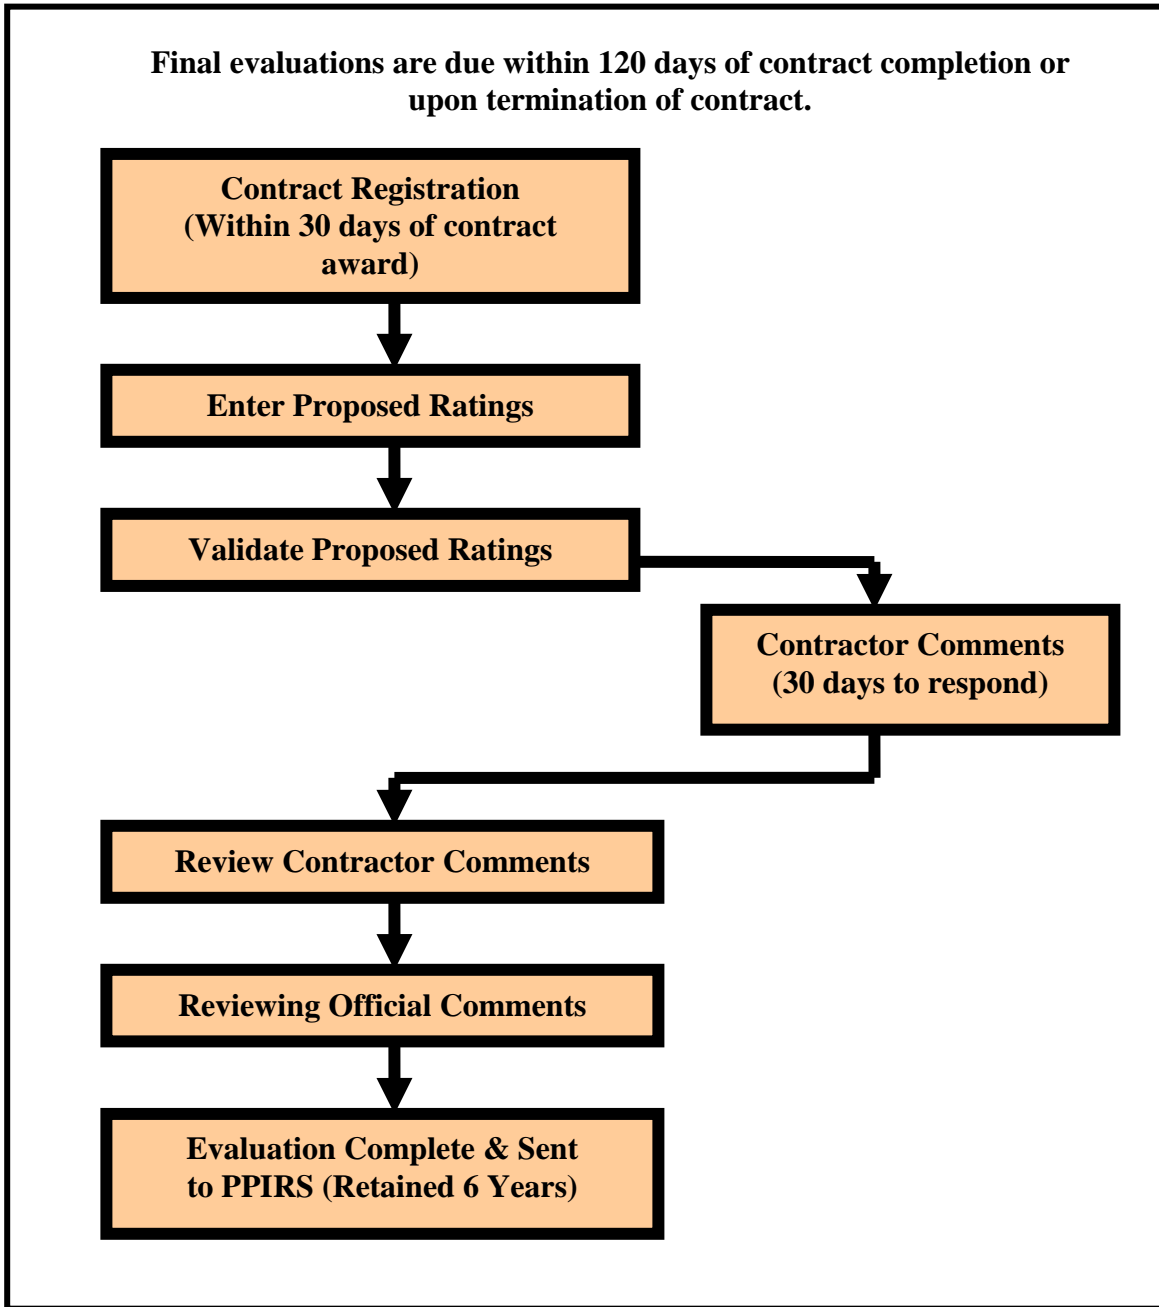 Final evaluations are due within 120 days of contract completion or
upon termination of contract.
Contract Registration
(Within 30 days of contract
award)
Enter Proposed Ratings
Validate Proposed Ratings
Contractor Comments
(30 days to respond)
Review Contractor Comments
Reviewing Official Comments
Evaluation Complete & Sent
to PPIRS (Retained 6 Years)